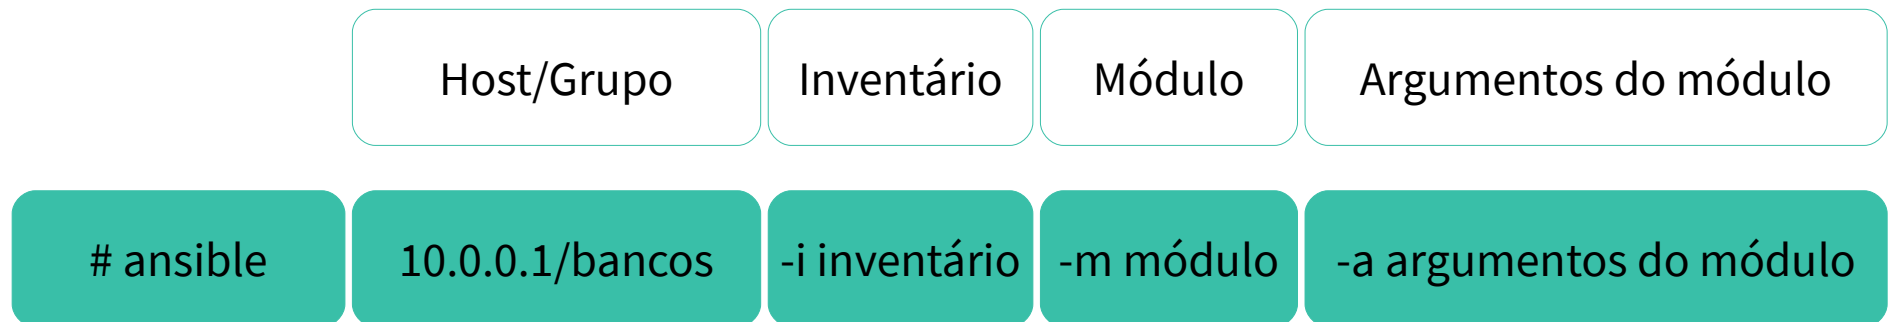 Host/Grupo Inventário Módulo Argumentos do módulo
# ansible 10.0.0.1/bancos -i inventário -m módulo -a argumentos do módulo